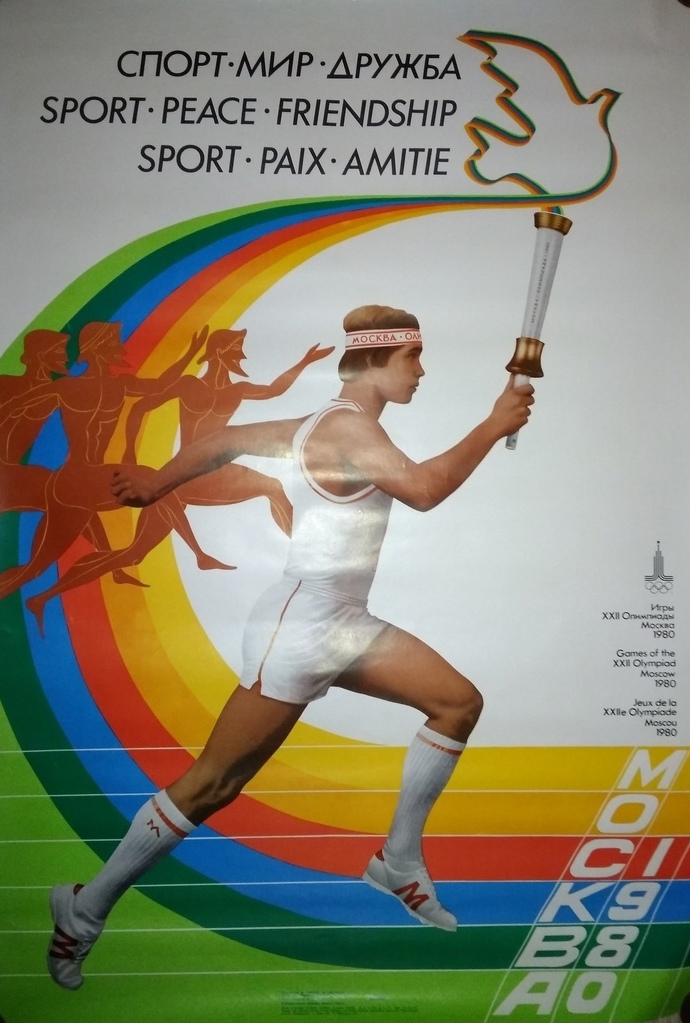 СПОРТ·МИР·ДРУЖБА
SPORT·PEACE·FRIENDSHIP
SPORT·PAIX·AMITIE
МОСКВА·ОЛИ
Игры
XXII Олимпиады
Москва
1980
Games of the
XXII Olympiad
Moscow
1980
Jeux de la
XXIIe Olympiade
Moscou
1980
МОСКВА
1980
M
M
M